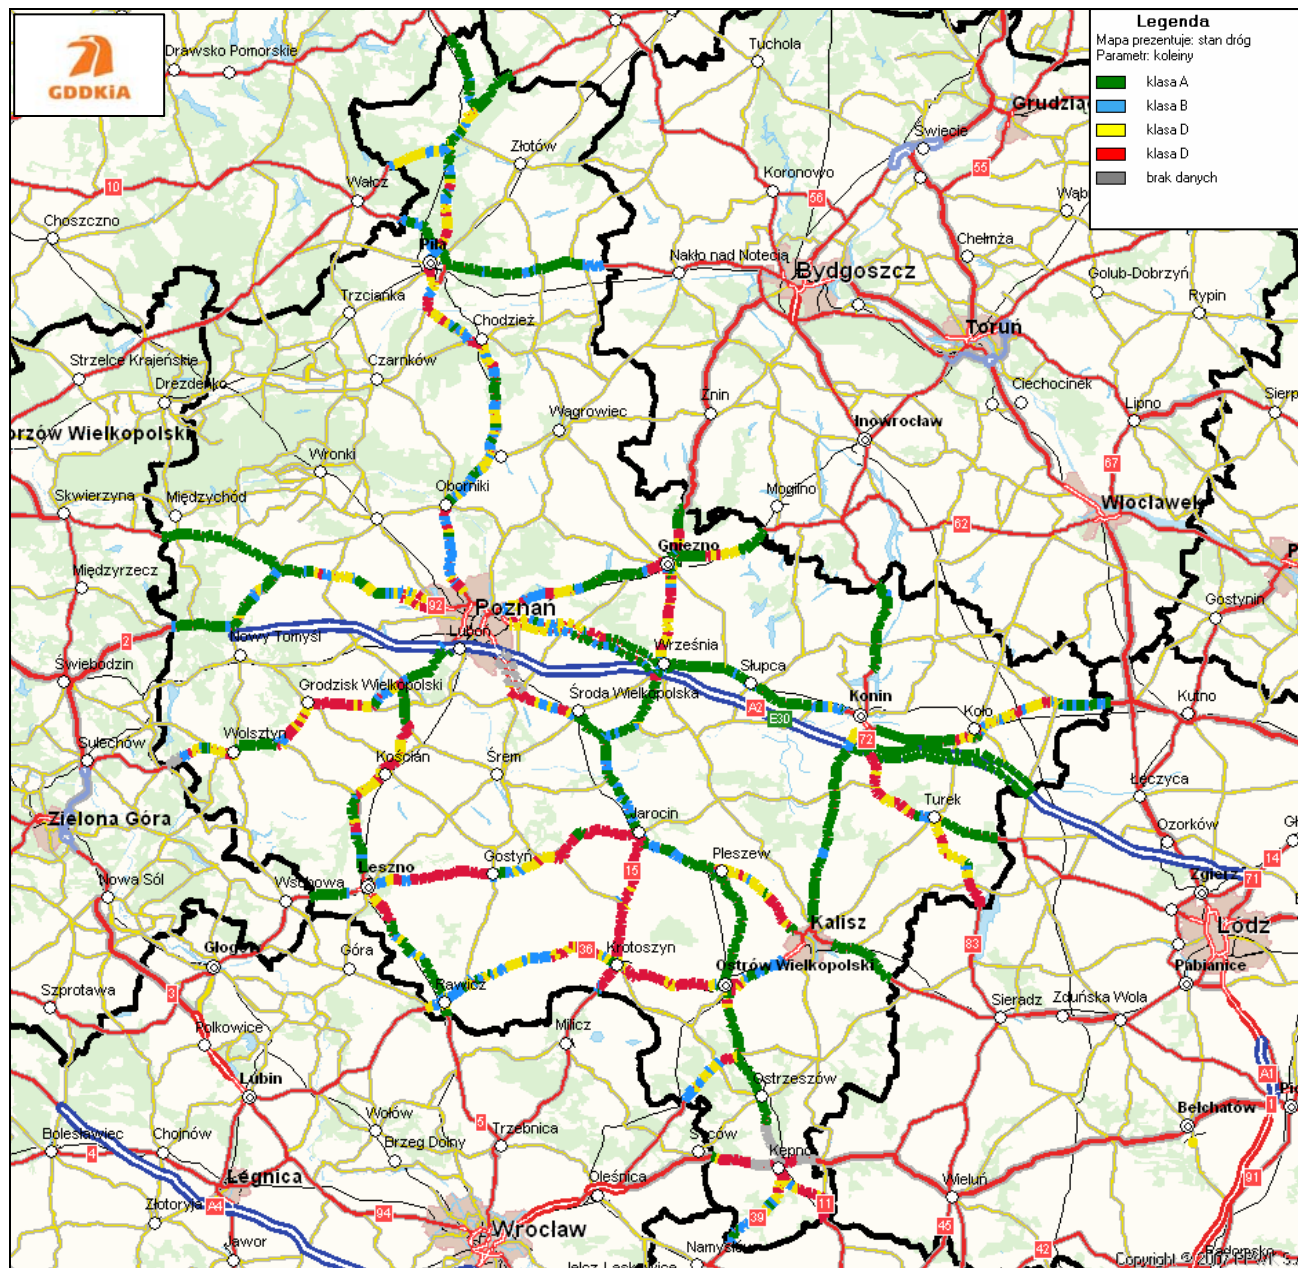 GDDKiA
Legenda
Mapa prezentuje: stan dróg
Parametr: koleiny
klasa A
klasa B
klasa D
klasa D
brak danych
Drawsko Pomorskie
Tuchola
Świecie
55
Złotów
Wałcz
10
Koronowo
56
Choszczno
Chełmża
Piła
Nakło nad Notecią
Bydgoszcz
Golub-Dobrzyń
Trzcianka
Rypin
Chodzież
Toruń
Strzelce Krajeńskie
Czarnków
Drezdenko
Ciechocinek
Żnin
Lipno
Wągrowiec
Inowrocław
orzów Wielkopolski
Wronki
67
Skwierzyna
Międzychód
Oborniki
Mogilno
Włocławek
62
Gniezno
Międzyrzecz
92
Poznań
Gostynin
2
Nowy Tomyśl
Luboń
Września
Świebodzin
Słupca
Grodzisk Wielkopolski
Środa Wielkopolska
A2
E30
Konin
Koło
Kutno
Wolsztyn
72
Sulechów
Kościan
Śrem
Łęczyca
Zielona Góra
Turek
Jarocin
Ozorków
14
Gostyń
Pleszew
Leszno
15
71
Zgierz
Nowa Sól
Wschowa
Kalisz
Łódź
Głogów
Góra
36
Krotoszyn
83
Ostrów Wielkopolski
Pabianice
Szprotawa
3
Rawicz
Sieradz
Zduńska Wola
Polkowice
Milicz
A1
Lubin
Ostrzeszów
1
Bełchatów
Wołów
5
Bolesławiec
Chojnów
Brzeg Dolny
Trzebnica
Syców
4
Kępno
Legnica
Oleśnica
Wieluń
91
Złotoryja
A4
94
11
39
45
Wrocław
42
Jawor
Namysłów
Radomsko
Jelcz-Laskowice